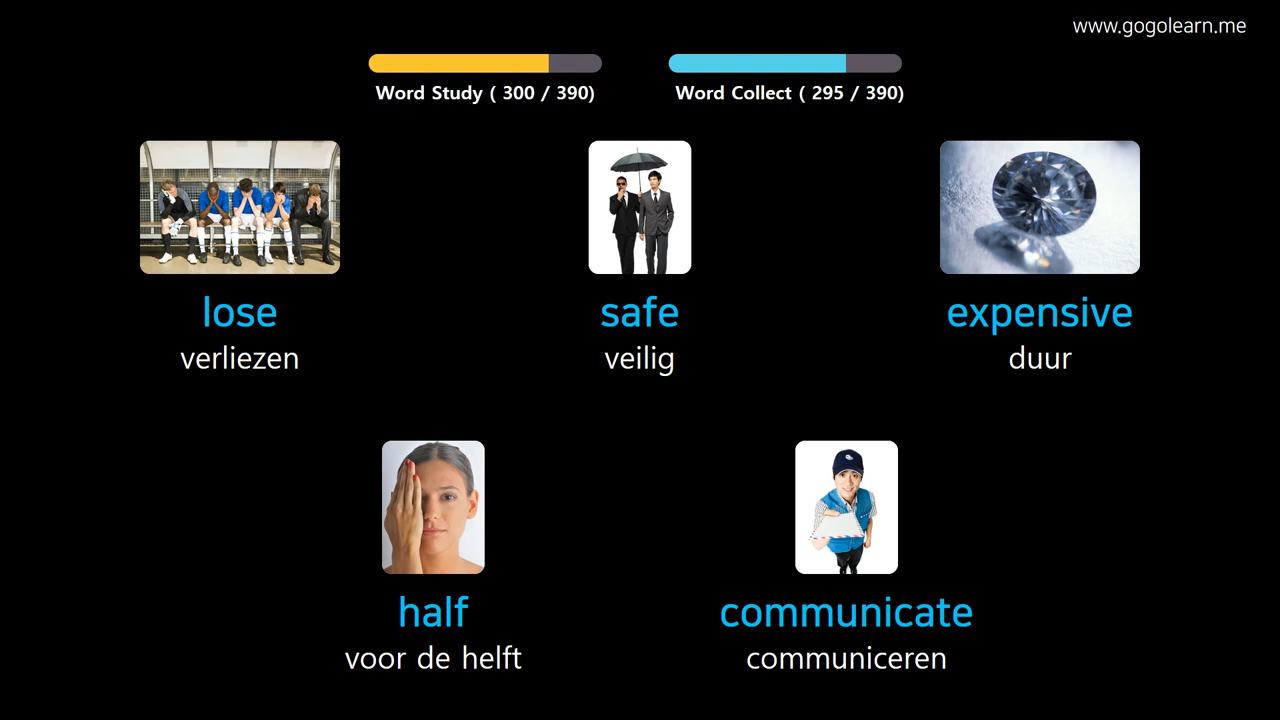 www.gogolearn.me
Word Study ( 300 / 390)
Word Collect ( 295 / 390)
lose
verliezen
safe
veilig
expensive
duur
half
voor de helft
communicate
communiceren